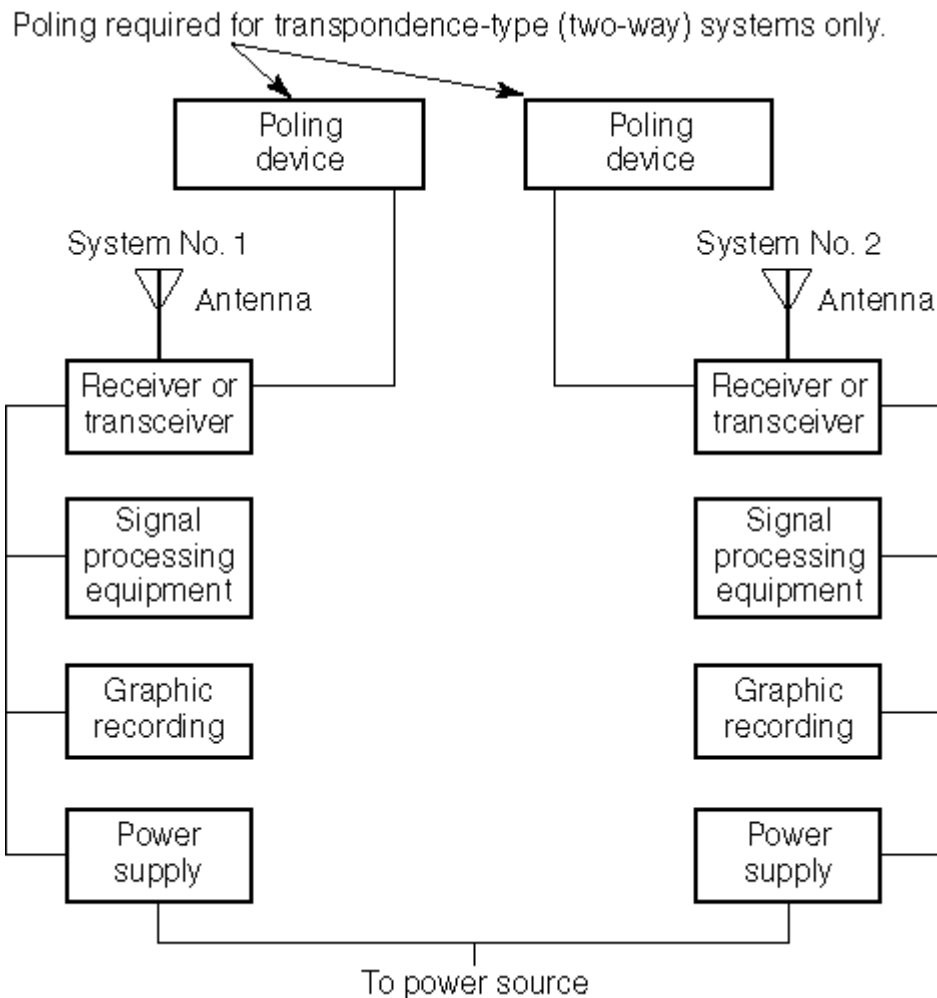 Poling required for transpondence-type (two-way) systems only.
Poling
device
Poling
device
System No. 1
Antenna
System No. 2
Antenna
Receiver or
transceiver
Receiver or
transceiver
Signal
processing
equipment
Signal
processing
equipment
Graphic
recording
Graphic
recording
Power
supply
Power
supply
To power source